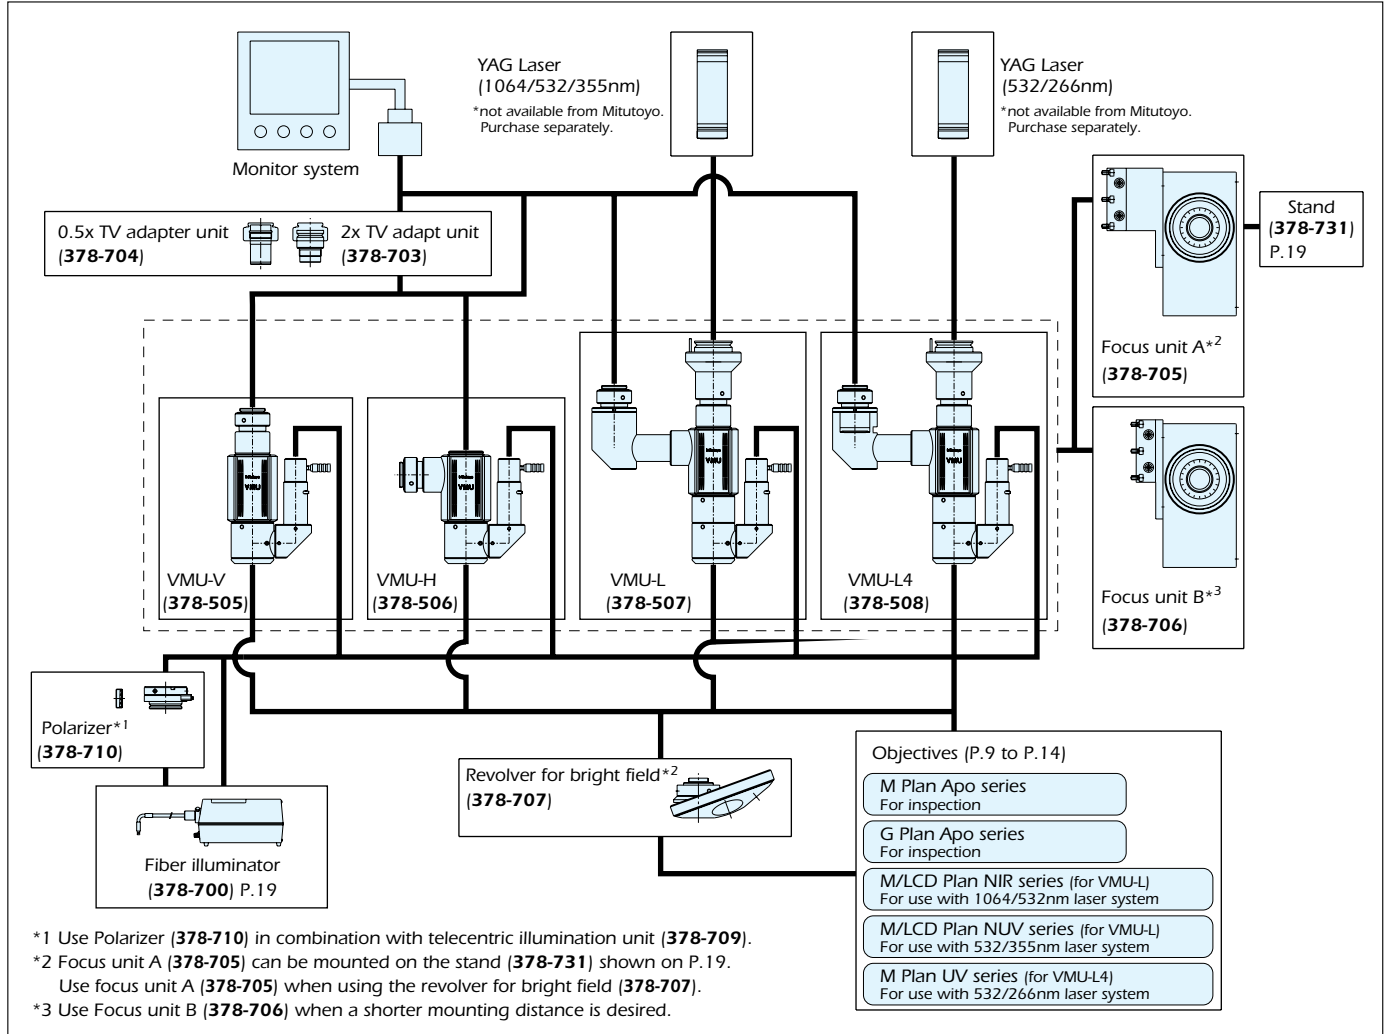 Monitor system
YAG Laser
(1064/532/355nm)
*not available from Mitutoyo.
Purchase separately.
YAG Laser
(532/266nm)
*not available from Mitutoyo.
Purchase separately.
0.5x TV adapter unit
(378-704)
2x TV adapt unit
(378-703)
Stand
(378-731)
P.19
Focus unit A*2
(378-705)
Focus unit B*3
(378-706)
VMU
VMU
VMU
VMU
VMU-V
(378-505)
VMU-H
(378-506)
VMU-L
(378-507)
VMU-L4
(378-508)
Polarizer*1
(378-710)
Fiber illuminator
(378-700) P.19
Revolver for bright field*2
(378-707)
Objectives (P.9 to P.14)
M Plan Apo series
For inspection
G Plan Apo series
For inspection
M/LCD Plan NIR series (for VMU-L)
For use with 1064/532nm laser system
M/LCD Plan NUV series (for VMU-L)
For use with 532/355nm laser system
M Plan UV series (for VMU-L4)
For use with 532/266nm laser system
*1 Use Polarizer (378-710) in combination with telecentric illumination unit (378-709).
*2 Focus unit A (378-705) can be mounted on the stand (378-731) shown on P.19.
Use focus unit A (378-705) when using the revolver for bright field (378-707).
*3 Use Focus unit B (378-706) when a shorter mounting distance is desired.